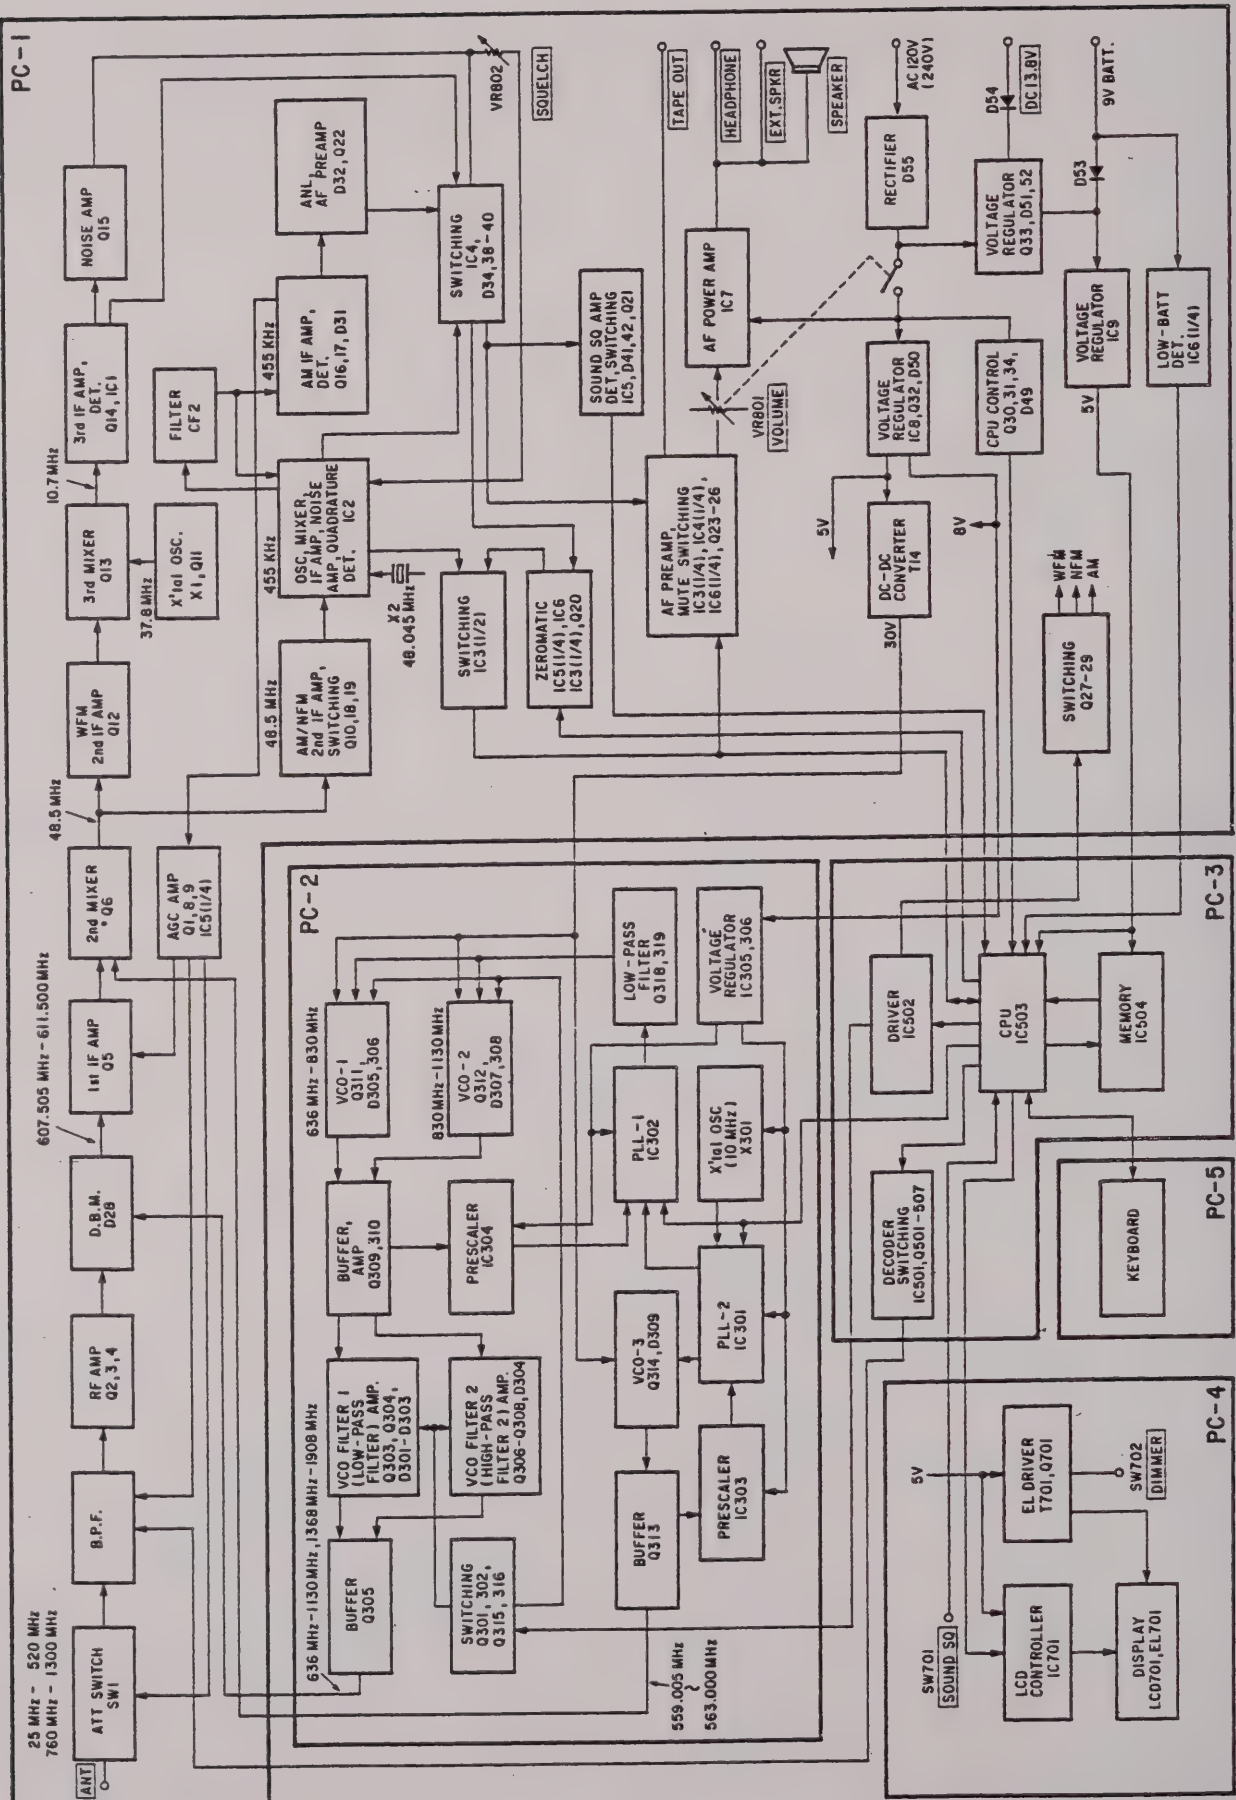 PC-1
25 MHz - 520 MHz
760 MHz - 1300 MHz
ANT
ATT SWITCH
SW1
B.P.F.
RF AMP
Q2,3,4
D.B.M.
D28
607.505 MHz - 611.500 MHz
1st IF AMP
Q5
2nd MIXER
Q6
48.5 MHz
WFM
2nd IF AMP
Q12
3rd MIXER
Q13
10.7 MHz
3rd IF AMP,
DET.
Q14, IC1
NOISE AMP
Q15
AGC AMP
Q1,8,9
IC5(1/4)
37.8 MHz
X'tal OSC.
X1, Q11
FILTER
CF2
VR802
SQUELCH
48.5 MHz
AM/NFM
2nd IF AMP,
SWITCHING
Q10,18,19
455 KHz
OSC, MIXER,
IF AMP, NOISE
AMP, QUADRATURE
DET.
IC2
X2
48.045 MHz
455 KHz
AM IF AMP,
DET.
Q16,17,D31
ANL,
AF PREAMP
D32, Q22
SWITCHING
IC3(1/2)
SWITCHING
IC4,
D34,38-40
ZEROMATIC
IC5(1/4), IC6
IC3(1/4), Q20
SOUND SQ AMP
DET, SWITCHING
IC5, D41, 42, Q21
AF PREAMP,
MUTE SWITCHING
IC3(1/4), IC4(1/4),
IC6(1/4), Q23-26
VR801
VOLUME
AF POWER AMP
IC7
TAPE OUT
HEADPHONE
EXT.SPKR
SPEAKER
AC120V
(240V)
RECTIFIER
D55
D54
DC13.8V
9V BATT.
D53
VOLTAGE
REGULATOR
Q33, D51, 52
VOLTAGE
REGULATOR
IC8, Q32, D50
5V
8V
DC-DC
CONVERTER
T14
30V
CPU CONTROL
Q30,31,34,
D49
VOLTAGE
REGULATOR
IC9
5V
LOW-BATT
DET.
IC6(1/4)
SWITCHING
Q27-29
WFM
NFM
AM
PC-2
636 MHz-1130 MHz, 1368 MHz-1908 MHz
BUFFER
Q305
VCO FILTER 1
(LOW-PASS
FILTER) AMP.
Q303, Q304,
D301-D303
VCO FILTER 2
(HIGH-PASS
FILTER 2) AMP.
Q306-Q308, D304
BUFFER,
AMP
Q309,310
636 MHz-830 MHz
VCO-1
Q311,
D305,306
830 MHz-1130 MHz
VCO-2
Q312,
D307,308
SWITCHING
Q301, 302,
Q315, 316
PRESCALER
IC304
PLL-1
IC302
LOW-PASS
FILTER
Q318,319
VOLTAGE
REGULATOR
IC305,306
X'tal OSC
(10 MHz)
X301
BUFFER
Q313
VCO-3
Q314, D309
PRESCALER
IC303
PLL-2
IC301
559.005 MHz
~
563.000 MHz
PC-3
DRIVER
IC502
CPU
IC503
MEMORY
IC504
DECODER
SWITCHING
IC501, Q501-507
PC-5
KEYBOARD
PC-4
SW701
SOUND SQ
5V
LCD
CONTROLLER
IC701
EL DRIVER
T701, Q701
SW702
DIMMER
DISPLAY
LCD701, EL701